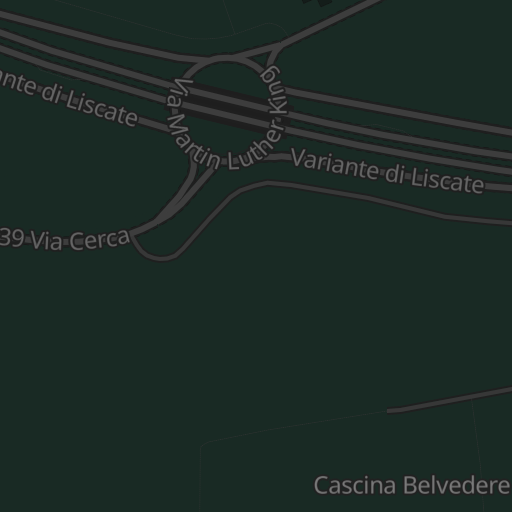 ante di Liscate
Via Martin Luther King
Variante di Liscate
39 Via Cerca
Cascina Belvedere